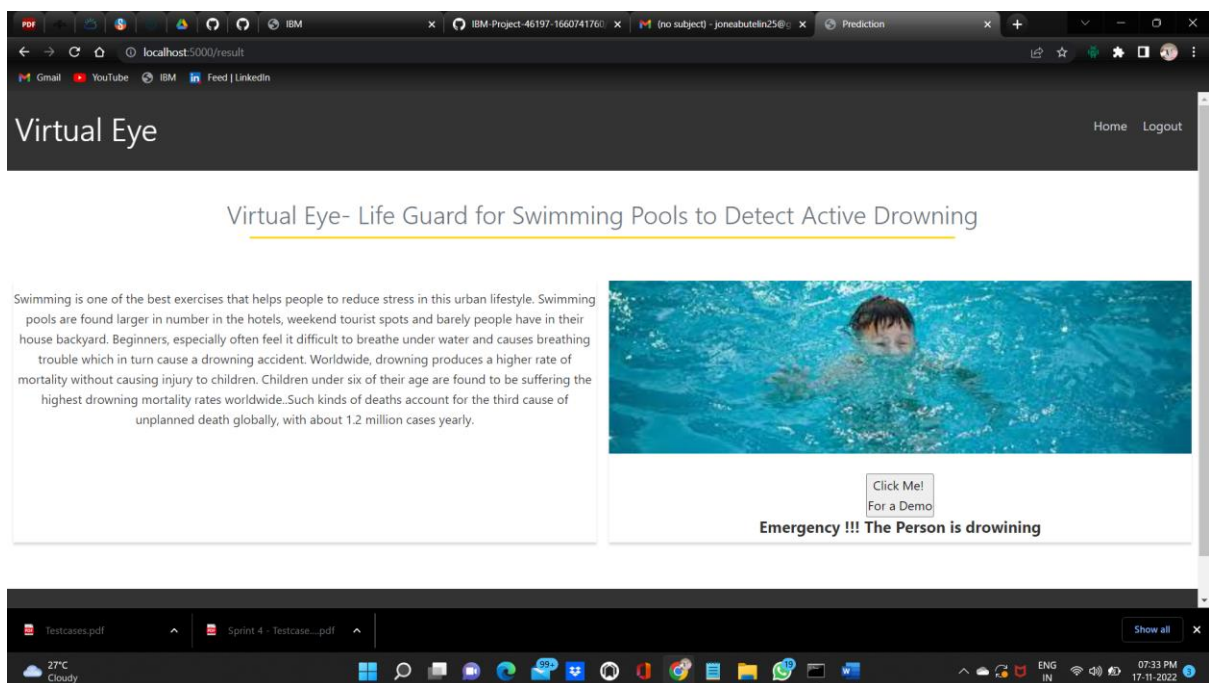 PDF
IBM
IBM-Project-46197-1660741760
(no subject) - joneabutelin25@g
Prediction
localhost:5000/result
Gmail
YouTube
IBM
Feed | LinkedIn
Virtual Eye
Home
Logout
Virtual Eye- Life Guard for Swimming Pools to Detect Active Drowning
Swimming is one of the best exercises that helps people to reduce stress in this urban lifestyle. Swimming
pools are found larger in number in the hotels, weekend tourist spots and barely people have in their
house backyard. Beginners, especially often feel it difficult to breathe under water and causes breathing
trouble which in turn cause a drowning accident. Worldwide, drowning produces a higher rate of
mortality without causing injury to children. Children under six of their age are found to be suffering the
highest drowning mortality rates worldwide..Such kinds of deaths account for the third cause of
unplanned death globally, with about 1.2 million cases yearly.
Click Me!
For a Demo
Emergency !!! The Person is drowining
Testcases.pdf
Sprint 4 - Testcase....pdf
Show all
27°C
Cloudy
99+
19
ENG
IN
07:33 PM
17-11-2022
3